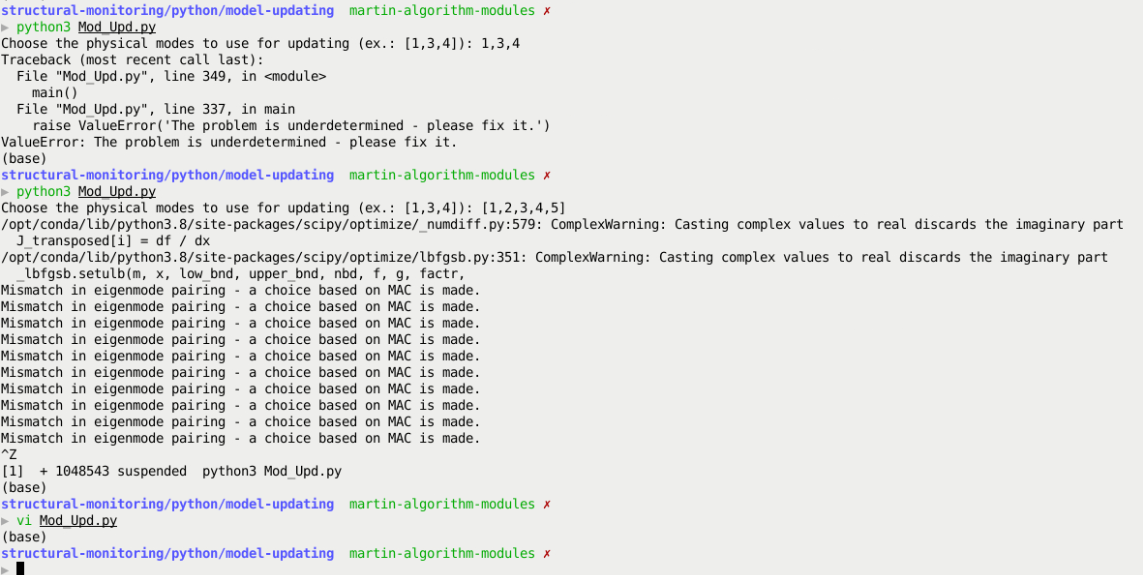 structural-monitoring/python/model-updating  martin-algorithm-modules ✗
▶ python3 Mod_Upd.py
Choose the physical modes to use for updating (ex.: [1,3,4]): 1,3,4
Traceback (most recent call last):
  File "Mod_Upd.py", line 349, in <module>
    main()
  File "Mod_Upd.py", line 337, in main
    raise ValueError('The problem is underdetermined - please fix it.')
ValueError: The problem is underdetermined - please fix it.
(base)
structural-monitoring/python/model-updating  martin-algorithm-modules ✗
▶ python3 Mod_Upd.py
Choose the physical modes to use for updating (ex.: [1,3,4]): [1,2,3,4,5]
/opt/conda/lib/python3.8/site-packages/scipy/optimize/_numdiff.py:579: ComplexWarning: Casting complex values to real discards the imaginary part
  J_transposed[i] = df / dx
/opt/conda/lib/python3.8/site-packages/scipy/optimize/lbfgsb.py:351: ComplexWarning: Casting complex values to real discards the imaginary part
  _lbfgsb.setulb(m, x, low_bnd, upper_bnd, nbd, f, g, factr,
Mismatch in eigenmode pairing - a choice based on MAC is made.
Mismatch in eigenmode pairing - a choice based on MAC is made.
Mismatch in eigenmode pairing - a choice based on MAC is made.
Mismatch in eigenmode pairing - a choice based on MAC is made.
Mismatch in eigenmode pairing - a choice based on MAC is made.
Mismatch in eigenmode pairing - a choice based on MAC is made.
Mismatch in eigenmode pairing - a choice based on MAC is made.
Mismatch in eigenmode pairing - a choice based on MAC is made.
Mismatch in eigenmode pairing - a choice based on MAC is made.
Mismatch in eigenmode pairing - a choice based on MAC is made.
^Z
[1]  + 1048543 suspended  python3 Mod_Upd.py
(base)
structural-monitoring/python/model-updating  martin-algorithm-modules ✗
▶ vi Mod_Upd.py
(base)
structural-monitoring/python/model-updating  martin-algorithm-modules ✗
▶